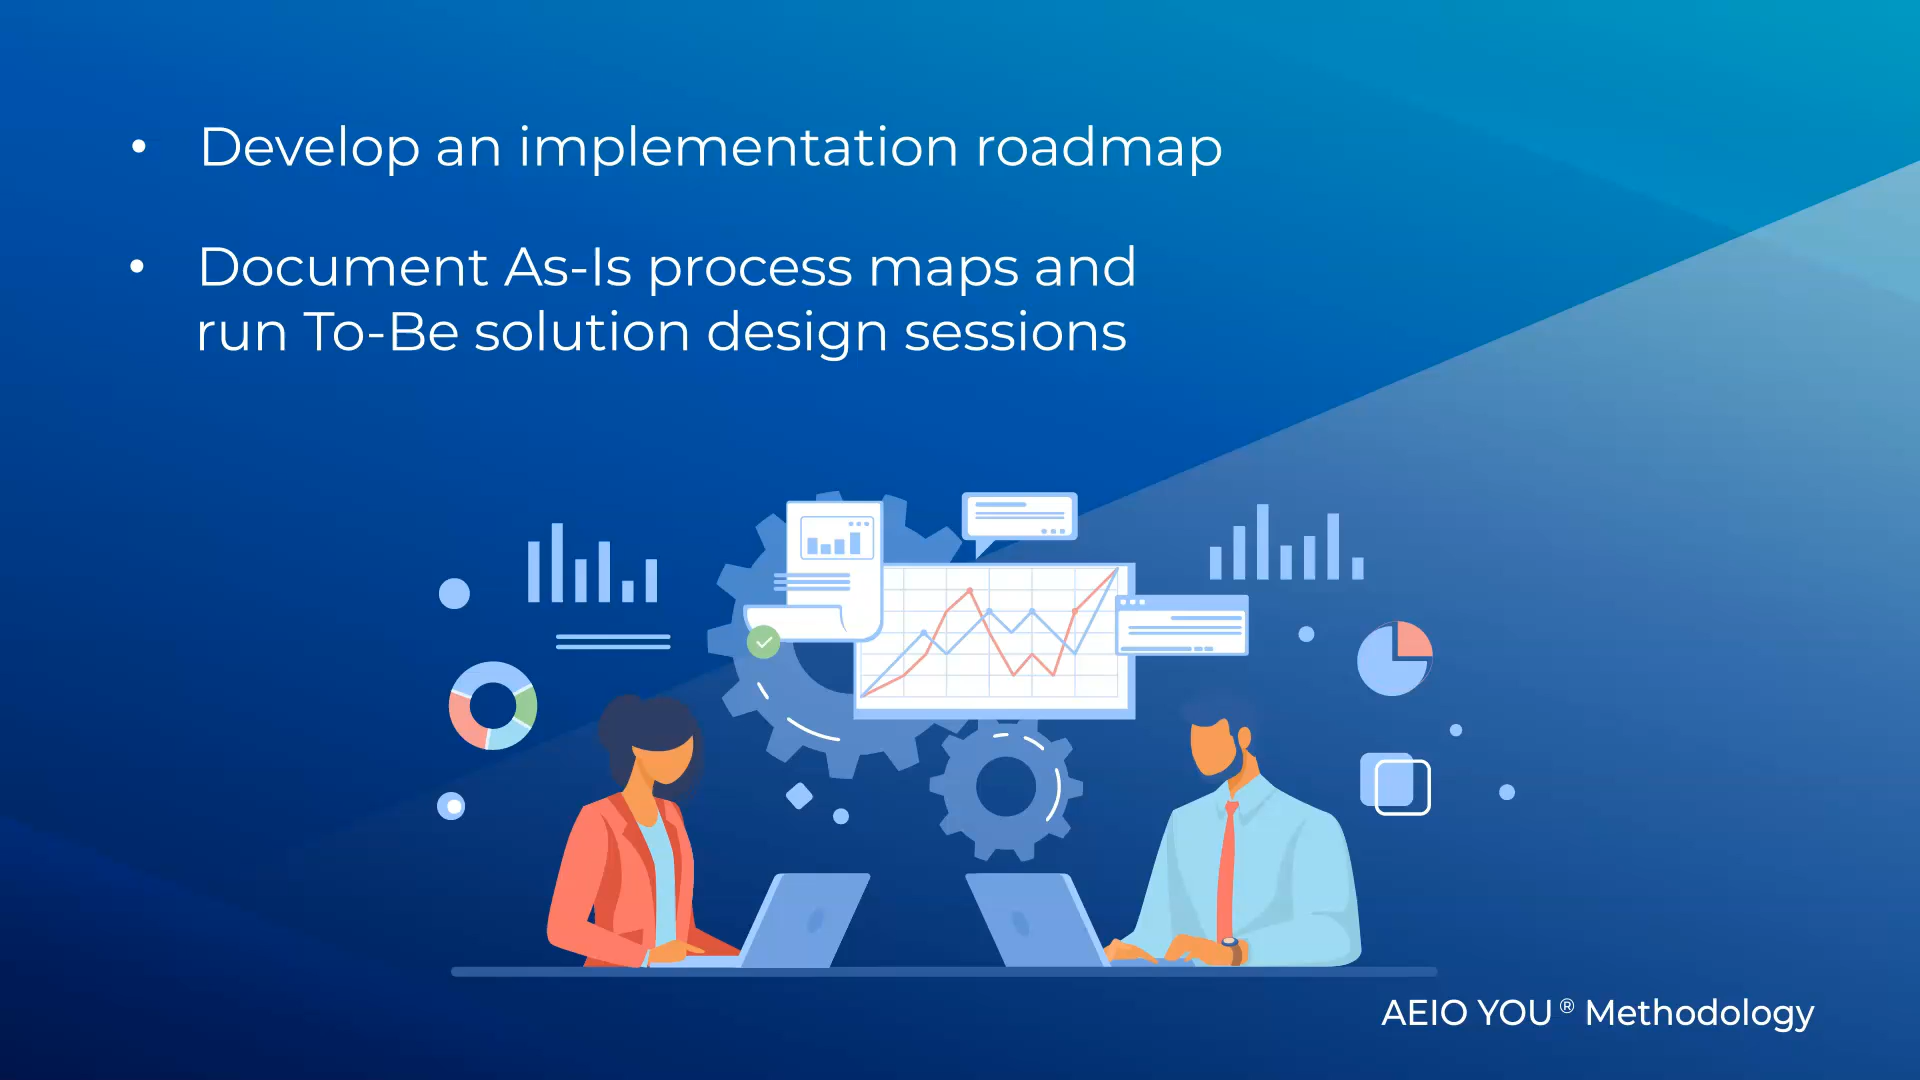 • Develop an implementation roadmap
• Document As-Is process maps and
run To-Be solution design sessions
AEIO YOU® Methodology